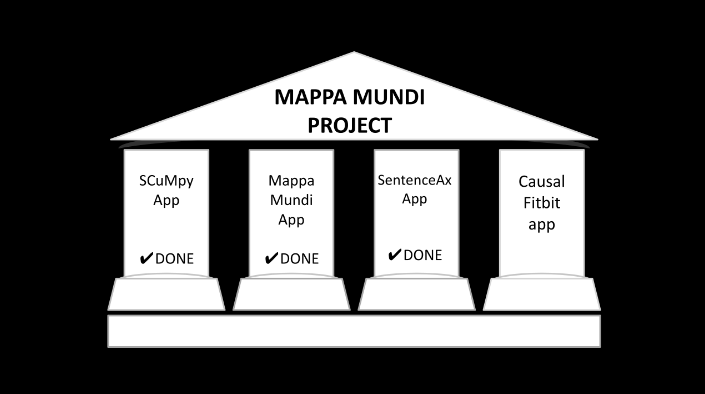 MAPPA MUNDI
PROJECT
SCuMpy
App
✔DONE
Mappa
Mundi
App
✔DONE
SentenceAx
App
✔DONE
Causal
Fitbit
app